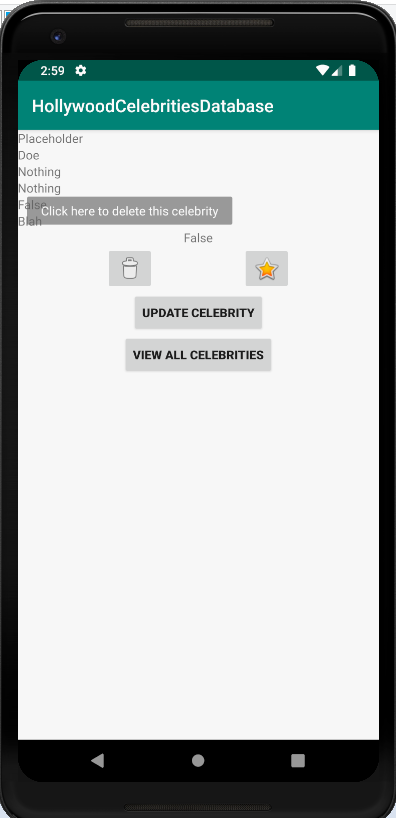 2:59
HollywoodCelebritiesDatabase
Placeholder
Doe
Nothing
Nothing
False
Click here to delete this celebrity
Blah
False
UPDATE CELEBRITY
VIEW ALL CELEBRITIES